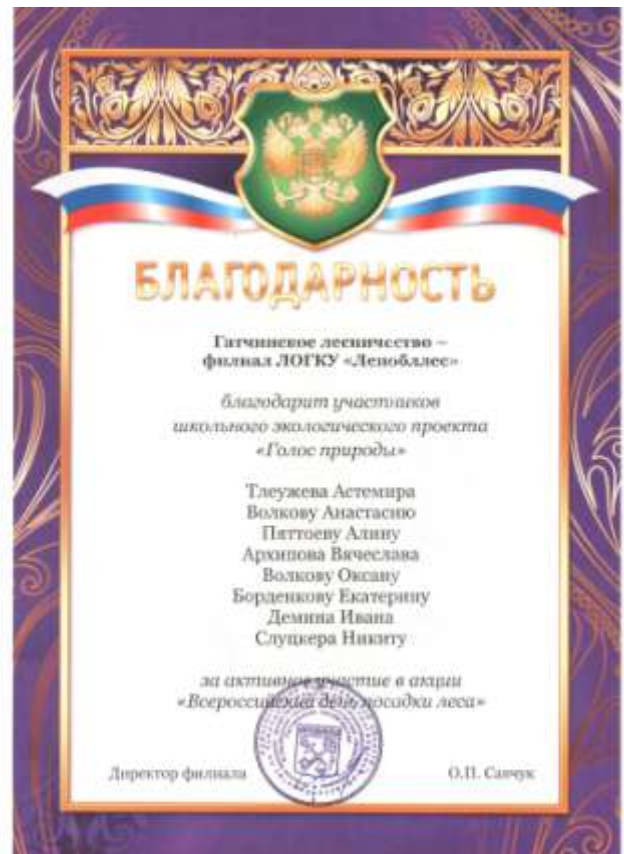 БЛАГОДАРНОСТЬ
Гатчинское лесничество –
филиал ЛОГКУ «Ленобллес»
благодарит участников
школьного экологического проекта
«Голос природы»
Тлеужева Астемира
Волкову Анастасию
Пяттоеву Алину
Архипова Вячеслава
Волкову Оксану
Борденкову Екатерину
Демина Ивана
Слуцкера Никиту
за активное участие в акции
«Всероссийский день посадки леса»
Директор филиала
О.П. Савчук